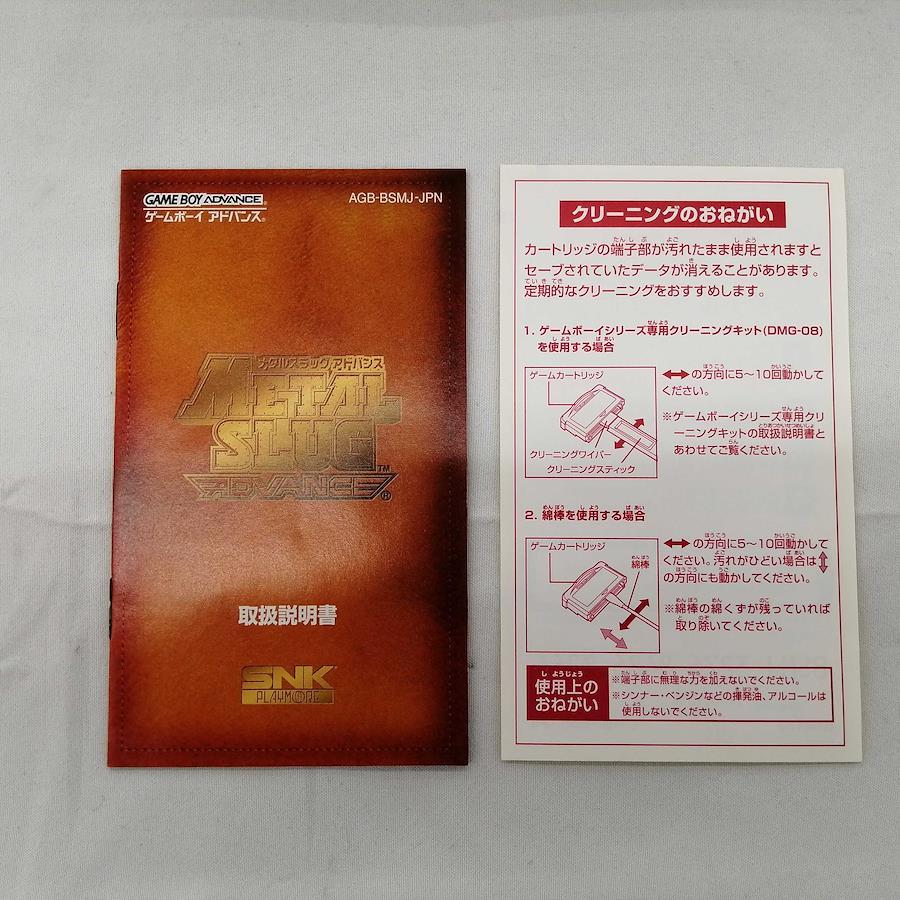 GAME BOY ADVANCE
ゲームボーイ アドバンス®
AGB-BSMJ-JPN
メタルスラッグ アドバンス
METAL
SLUG™
ADVANCE®
取扱説明書
SNK®
PLAYMORE
クリーニングのおねがい
カートリッジの端子部が汚れたまま使用されますと
セーブされていたデータが消えることがあります。
定期的なクリーニングをおすすめします。
1. ゲームボーイシリーズ専用クリーニングキット(DMG-08)
を使用する場合
ゲームカートリッジ
クリーニングワイパー
クリーニングスティック
⟷の方向に5〜10回動かして
ください。
※ゲームボーイシリーズ専用クリ
ーニングキットの取扱説明書と
あわせてご覧ください。
2. 綿棒を使用する場合
ゲームカートリッジ
綿棒
⟷の方向に5〜10回動かして
ください。汚れがひどい場合は⇕
の方向にも動かしてください。
※綿棒の綿くずが残っていれば
取り除いてください。
使用上の
おねがい
※端子部に無理な力を加えないでください。
※シンナー・ベンジンなどの揮発油、アルコールは
使用しないでください。